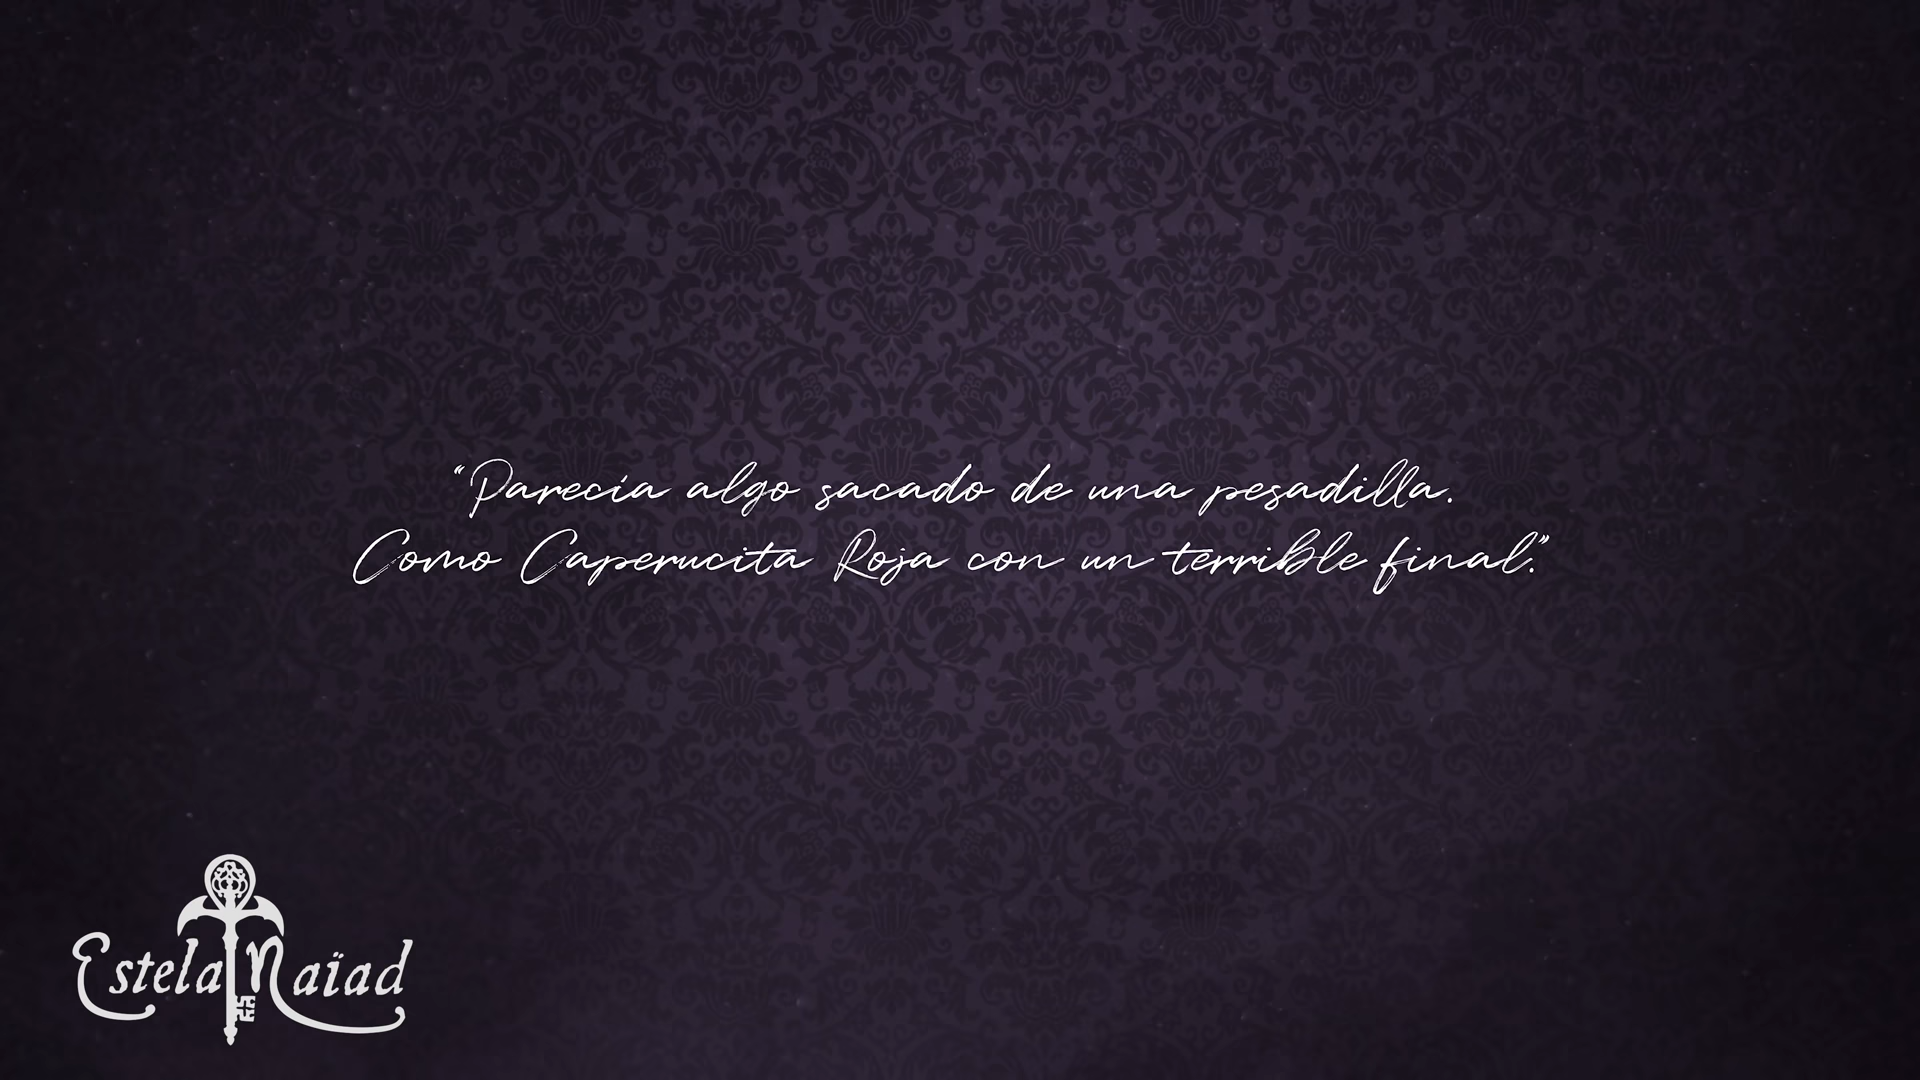 “Parecía algo sacado de una pesadilla.
Como Caperucita Roja con un terrible final.”
Estela Naïad